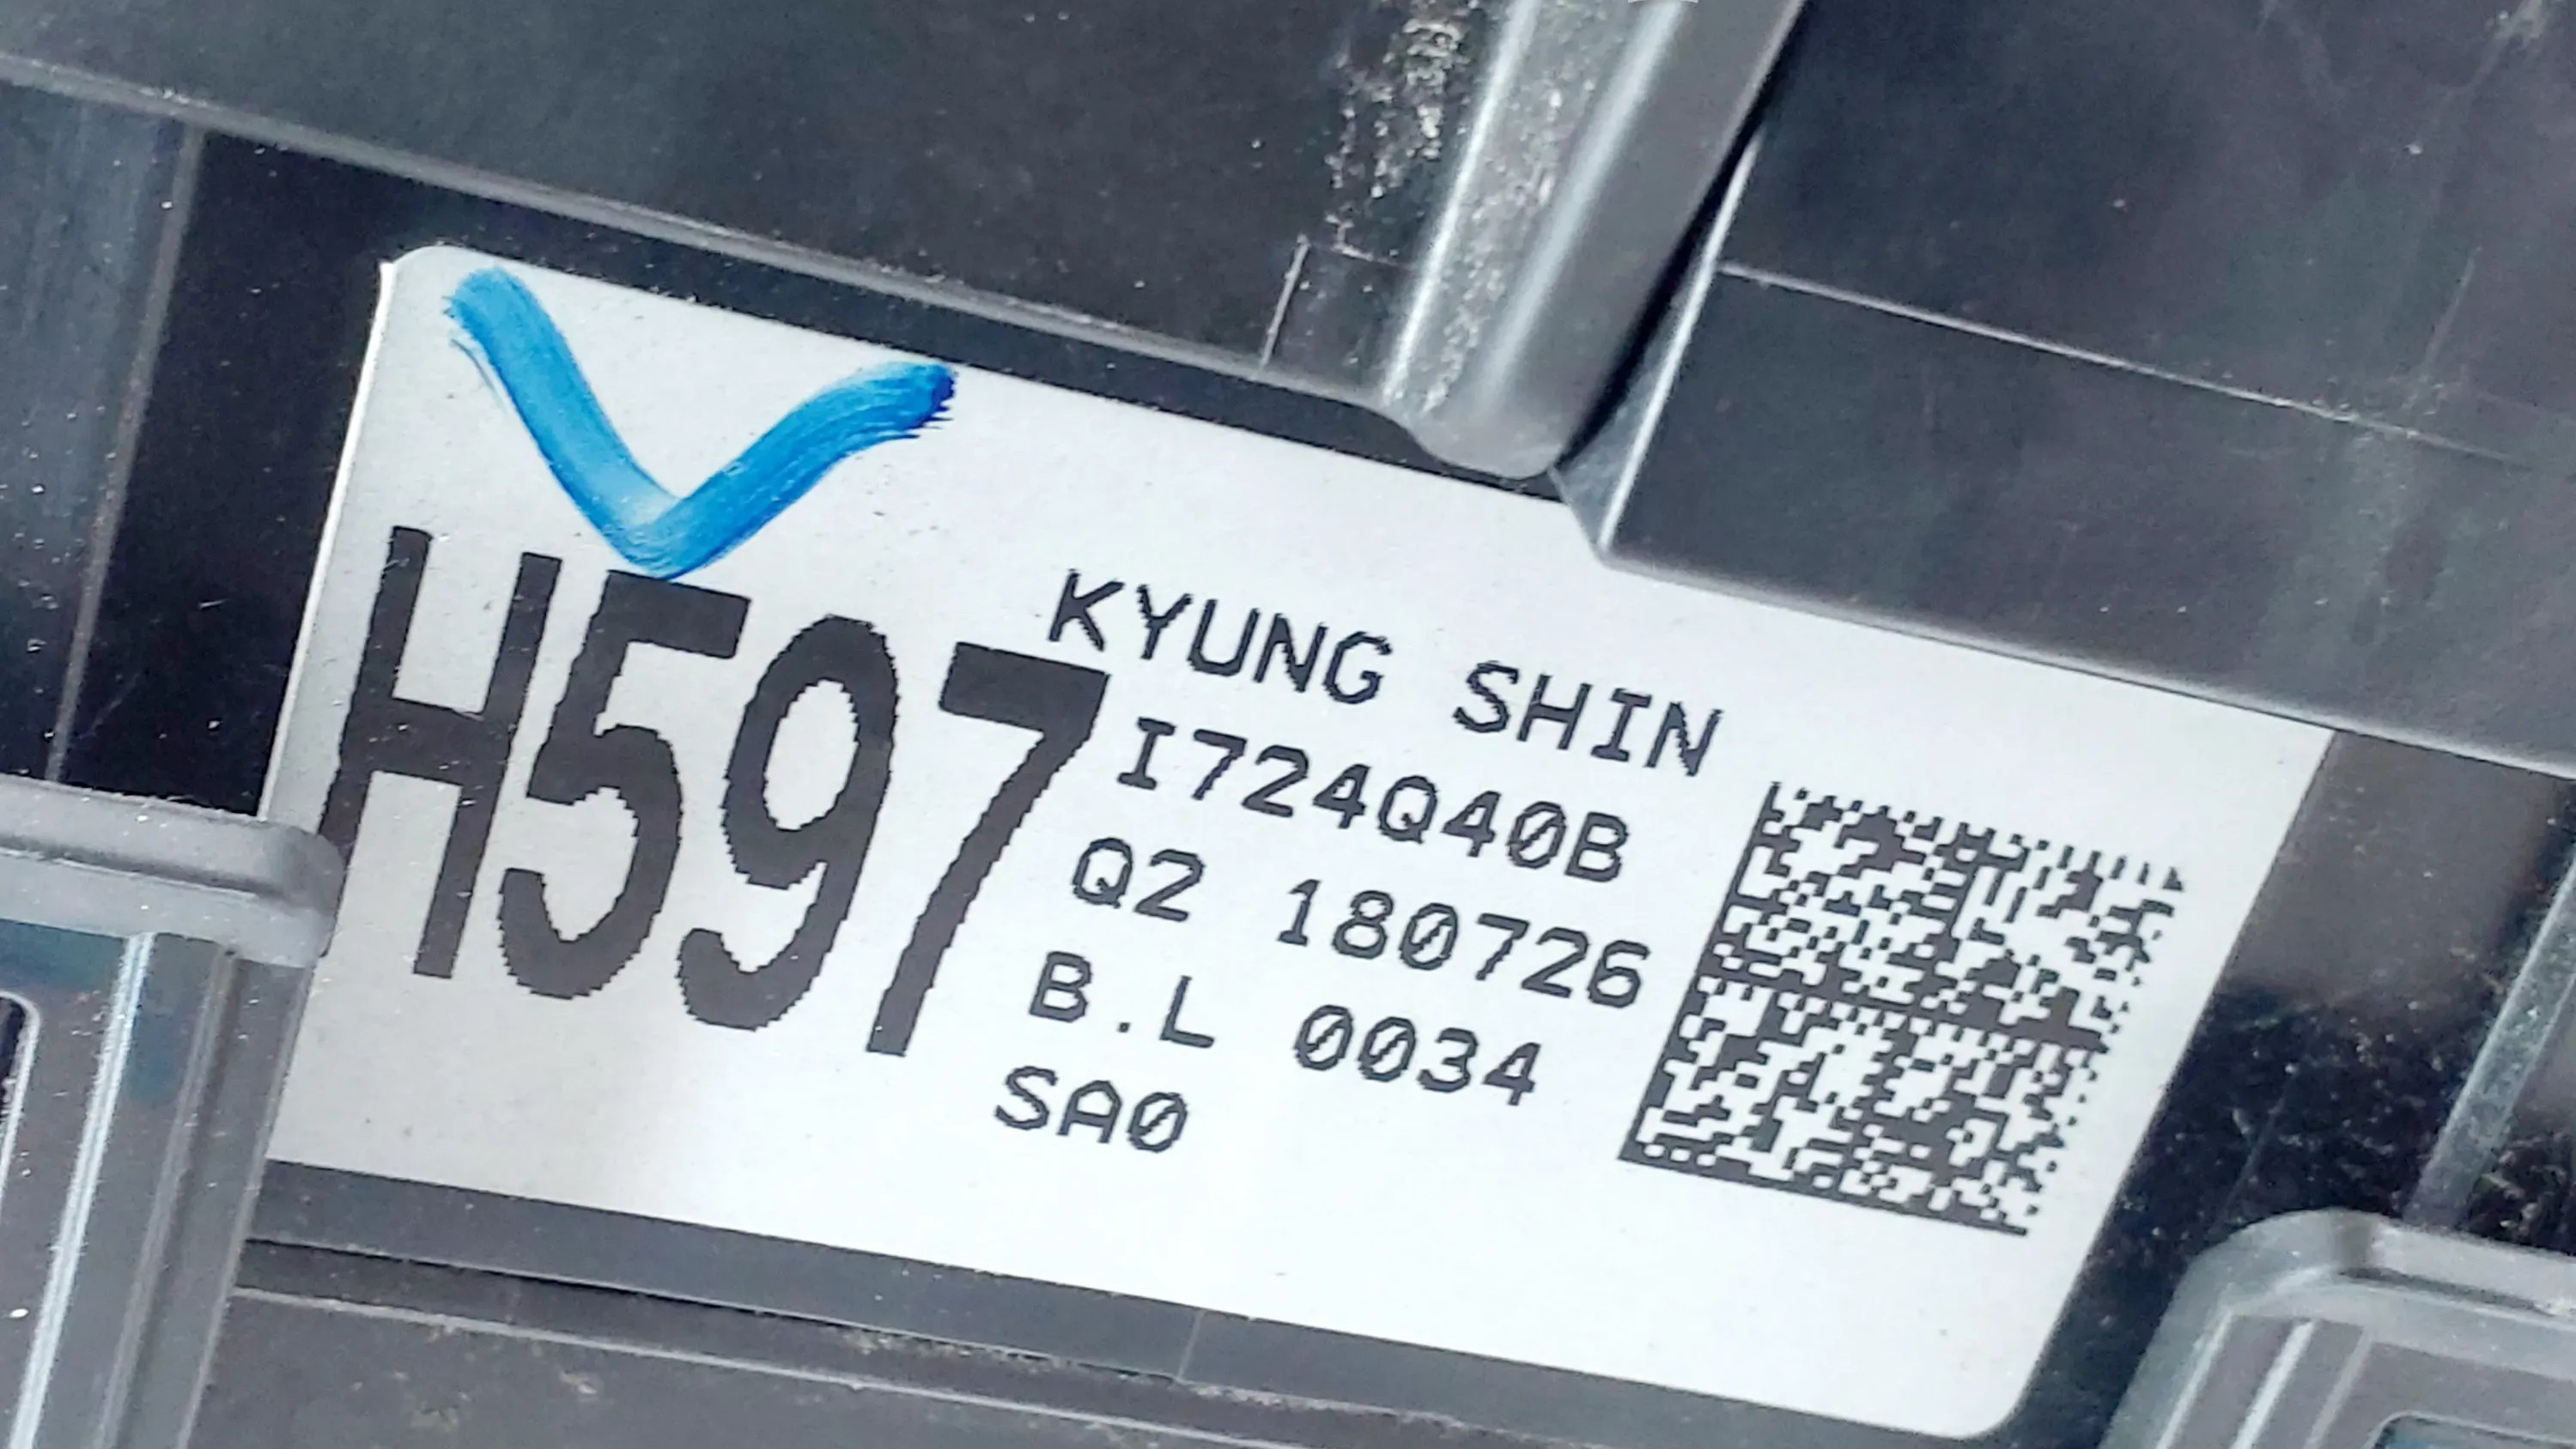 H597
KYUNG SHIN
I724Q40B
Q2 180726
B.L 0034
SA0